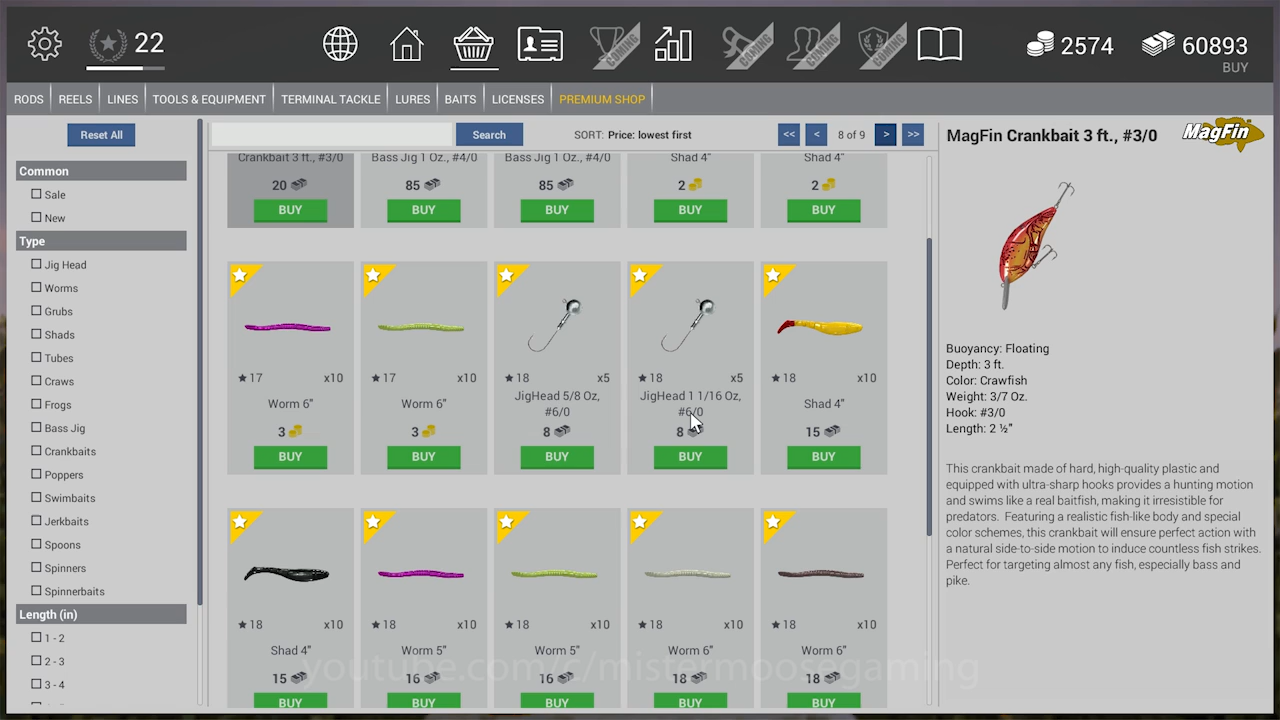 22
COMING
COMING
COMING
COMING
2574
60893
BUY
RODS
REELS
LINES
TOOLS & EQUIPMENT
TERMINAL TACKLE
LURES
BAITS
LICENSES
PREMIUM SHOP
Reset All
Search
SORT: Price: lowest first
<<
<
8 of 9
>
>>
Common
Sale
New
Type
Jig Head
Worms
Grubs
Shads
Tubes
Craws
Frogs
Bass Jig
Crankbaits
Poppers
Swimbaits
Jerkbaits
Spoons
Spinners
Spinnerbaits
Length (in)
1 - 2
2 - 3
3 - 4
Crankbait 3 ft., #3/0
Bass Jig 1 Oz., #4/0
Bass Jig 1 Oz., #4/0
Shad 4"
Shad 4"
20
85
85
2
2
BUY
BUY
BUY
BUY
BUY
17 x10
17 x10
18 x5
18 x5
18 x10
Worm 6"
Worm 6"
JigHead 5/8 Oz,
#6/0
JigHead 1 1/16 Oz,
#6/0
Shad 4"
3
3
8
8
15
BUY
BUY
BUY
BUY
BUY
18 x10
18 x10
18 x10
18 x10
18 x10
Shad 4"
Worm 5"
Worm 5"
Worm 6"
Worm 6"
15
16
16
18
18
BUY
BUY
BUY
BUY
BUY
youtube.com/c/mistermoosegaming
MagFin Crankbait 3 ft., #3/0
MagFin
Buoyancy: Floating
Depth: 3 ft.
Color: Crawfish
Weight: 3/7 Oz.
Hook: #3/0
Length: 2 ½"
This crankbait made of hard, high-quality plastic and
equipped with ultra-sharp hooks provides a hunting motion
and swims like a real baitfish, making it irresistible for
predators. Featuring a realistic fish-like body and special
color schemes, this crankbait will ensure perfect action with
a natural side-to-side motion to induce countless fish strikes.
Perfect for targeting almost any fish, especially bass and
pike.